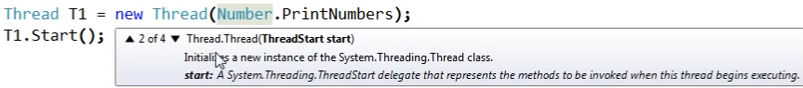 Thread T1 = new Thread(Number.PrintNumbers);
T1.Start();
▲ 2 of 4 ▼ Thread.Thread(ThreadStart start)
Initializes a new instance of the System.Threading.Thread class.
start: A System.Threading.ThreadStart delegate that represents the methods to be invoked when this thread begins executing.